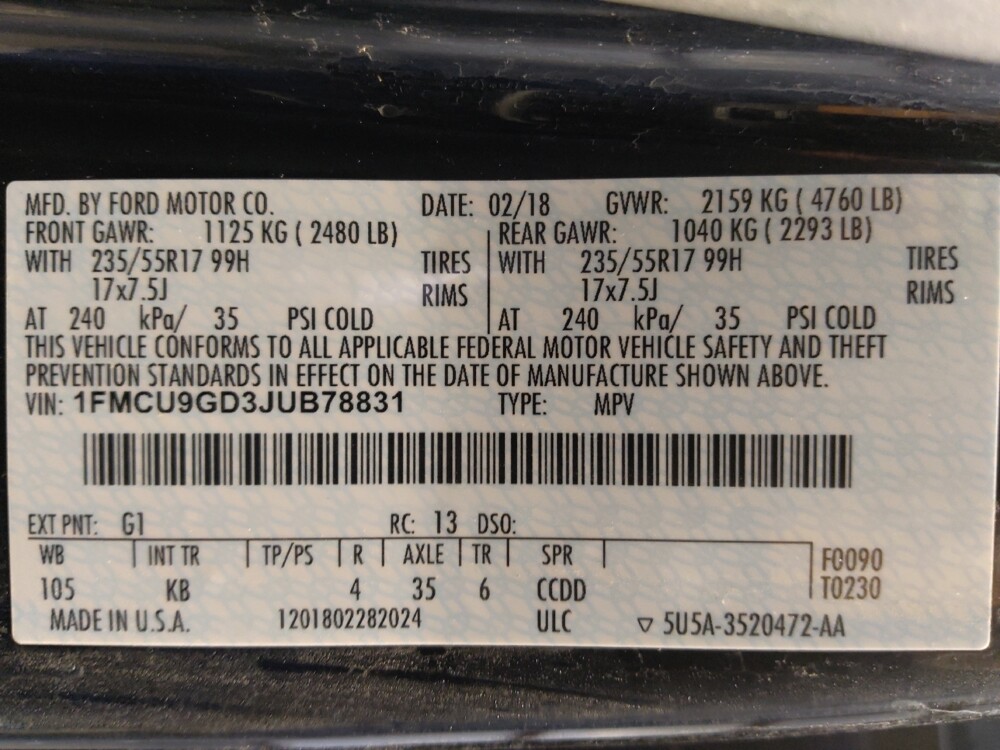 MFD. BY FORD MOTOR CO. DATE: 02/18 GVWR: 2159 KG ( 4760 LB)
FRONT GAWR: 1125 KG ( 2480 LB) REAR GAWR: 1040 KG ( 2293 LB)
WITH 235/55R17 99H TIRES WITH 235/55R17 99H TIRES
17x7.5J RIMS 17x7.5J RIMS
AT 240 kPa/ 35 PSI COLD AT 240 kPa/ 35 PSI COLD
THIS VEHICLE CONFORMS TO ALL APPLICABLE FEDERAL MOTOR VEHICLE SAFETY AND THEFT
PREVENTION STANDARDS IN EFFECT ON THE DATE OF MANUFACTURE SHOWN ABOVE.
VIN: 1FMCU9GD3JUB78831 TYPE: MPV
EXT PNT: G1 RC: 13 DSO:
WB INT TR TP/PS R AXLE TR SPR FC090
105 KB 4 35 6 CCDD T0230
MADE IN U.S.A. 1201802282024 ULC ▽ 5U5A-3520472-AA